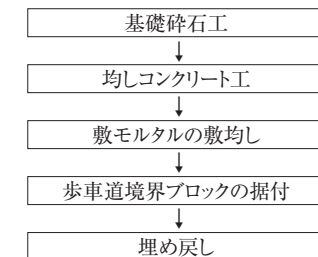 基礎砕石工
均しコンクリート工
敷モルタルの敷均し
歩車道境界ブロックの据付
埋め戻し